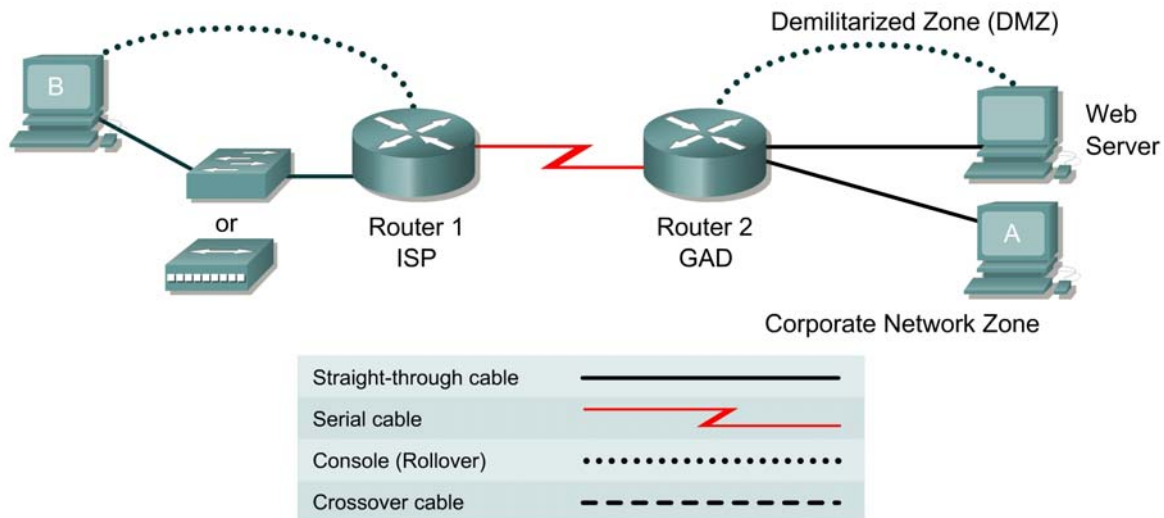 Demilitarized Zone (DMZ)
B
Web
Server
or
Router 1
ISP
Router 2
GAD
A
Corporate Network Zone
Straight-through cable
Serial cable
Console (Rollover)
Crossover cable